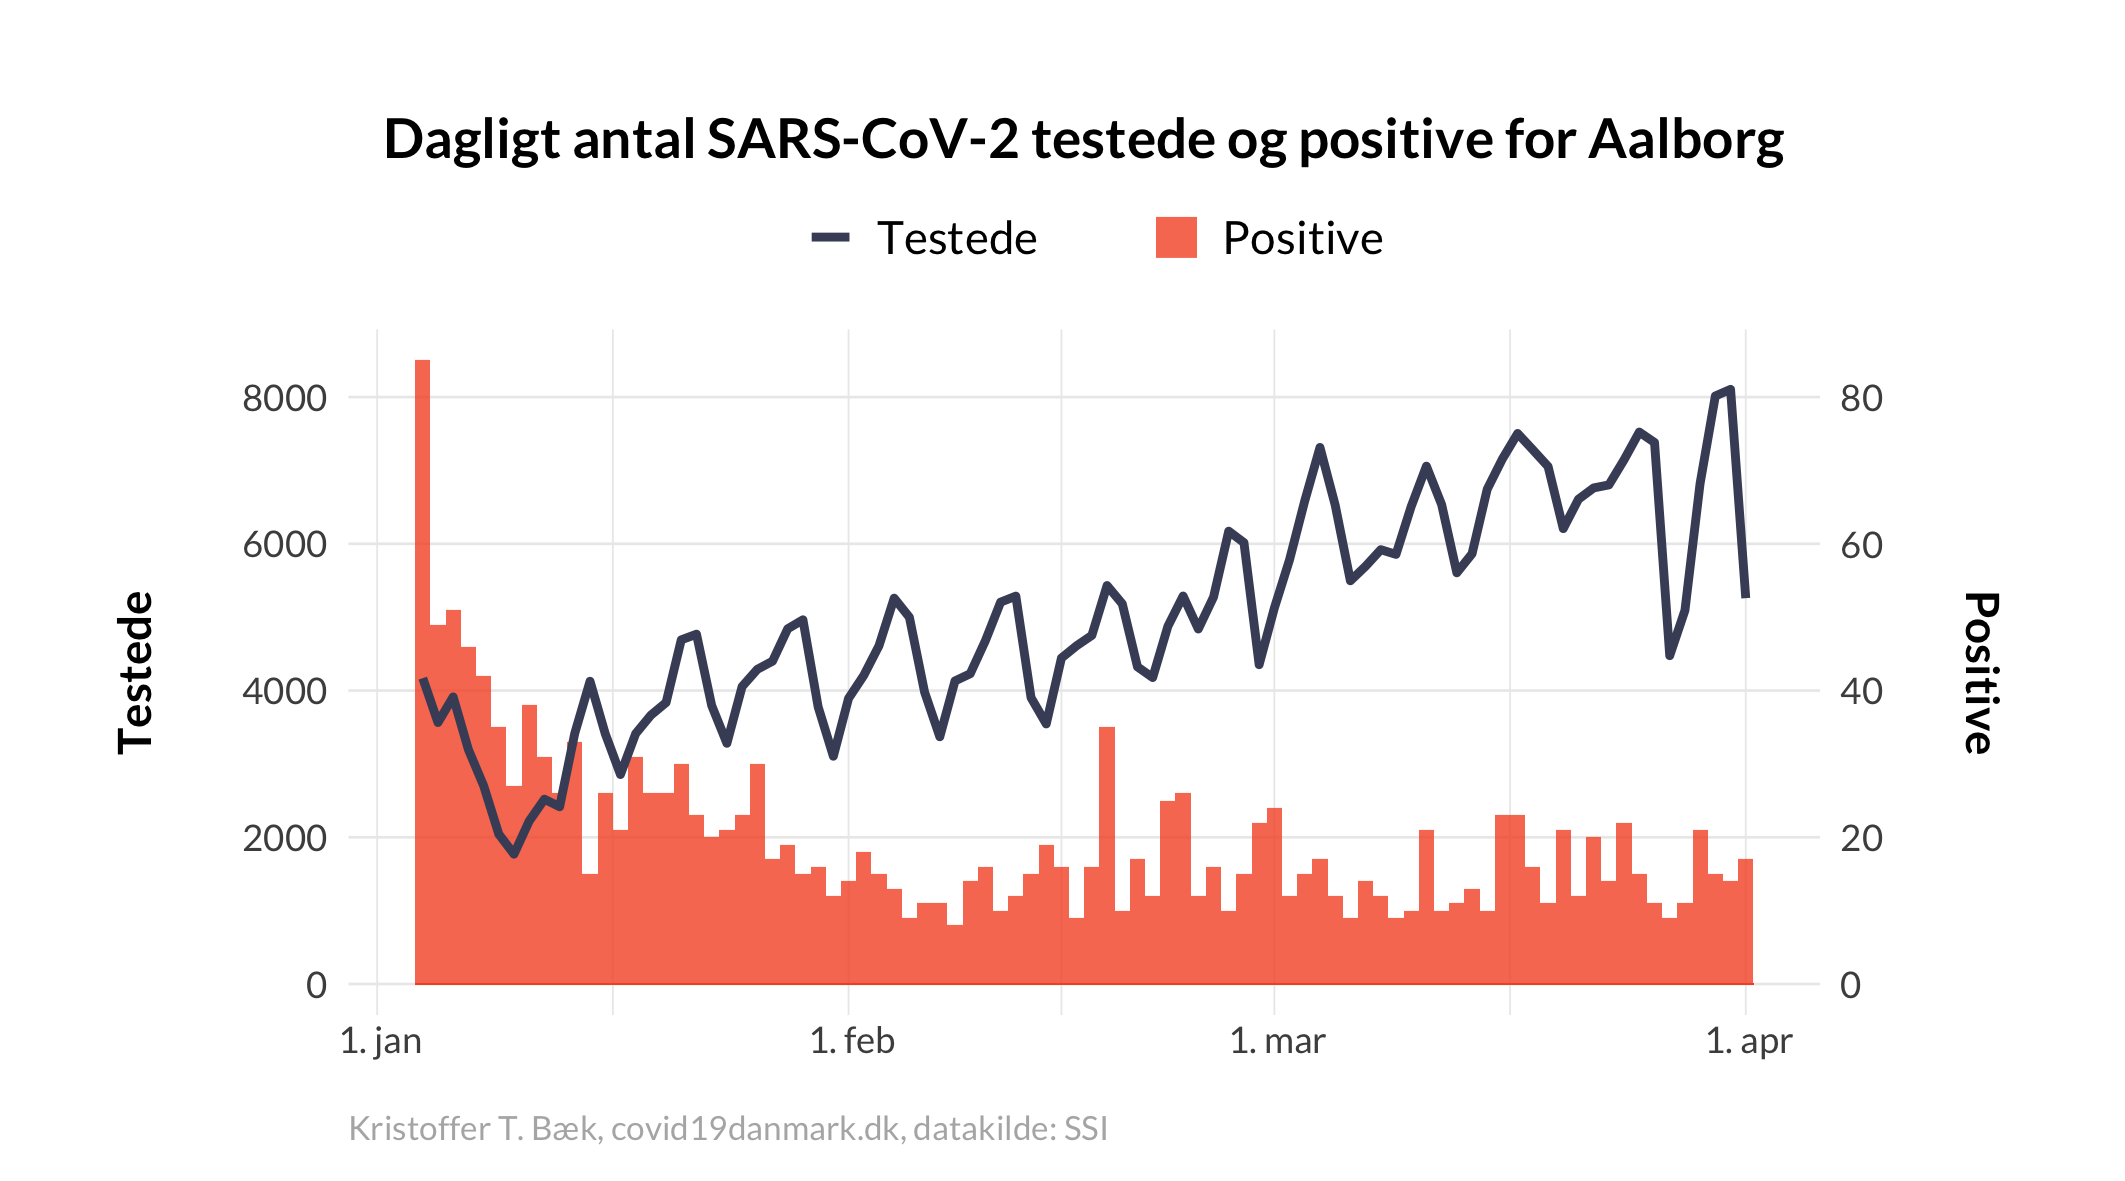 Dagligt antal SARS-CoV-2 testede og positive for Aalborg
Testede
Positive
8000
6000
4000
2000
0
80
60
40
20
0
Testede
Positive
1. jan
1. feb
1. mar
1. apr
Kristoffer T. Bæk, covid19danmark.dk, datakilde: SSI